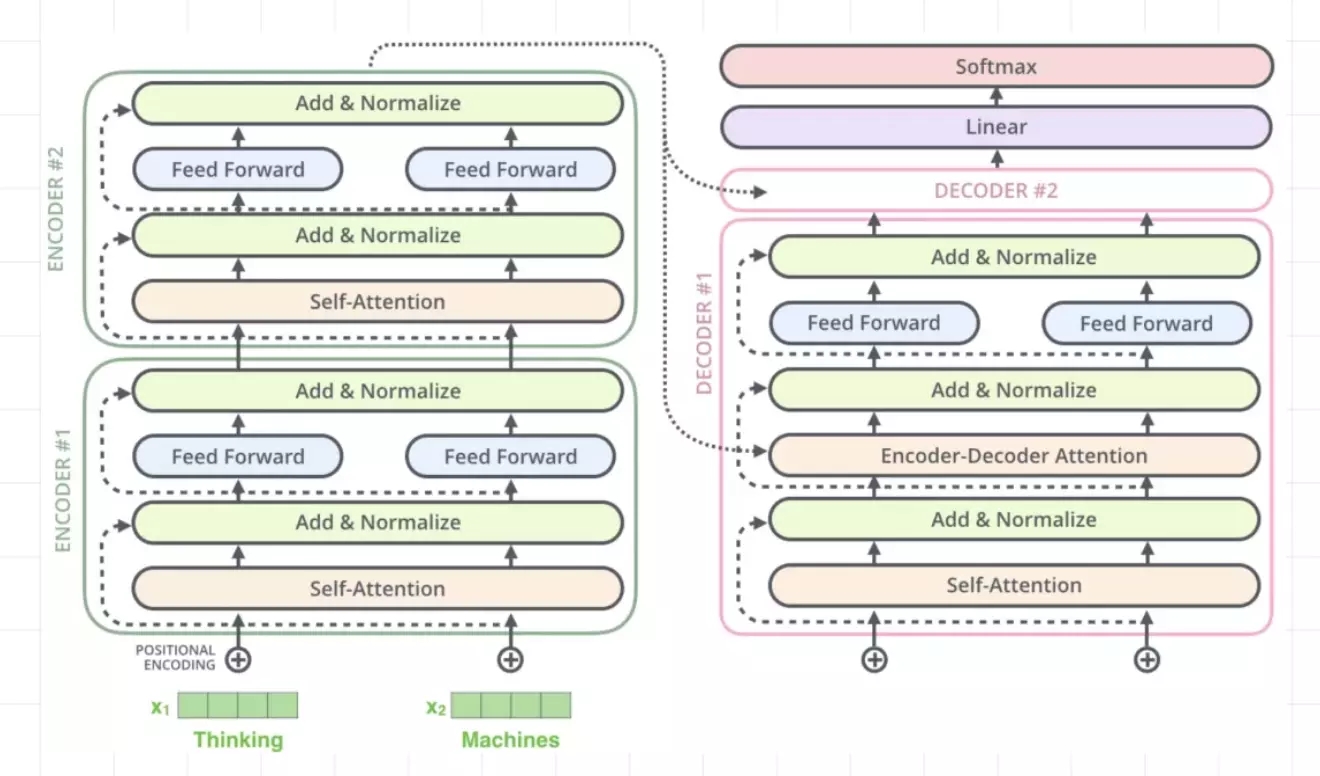 ENCODER #2
Add & Normalize
Feed Forward
Feed Forward
Add & Normalize
Self-Attention
ENCODER #1
Add & Normalize
Feed Forward
Feed Forward
Add & Normalize
Self-Attention
POSITIONAL
ENCODING
x₁
x₂
Thinking
Machines
Softmax
Linear
DECODER #2
DECODER #1
Add & Normalize
Feed Forward
Feed Forward
Add & Normalize
Encoder-Decoder Attention
Add & Normalize
Self-Attention